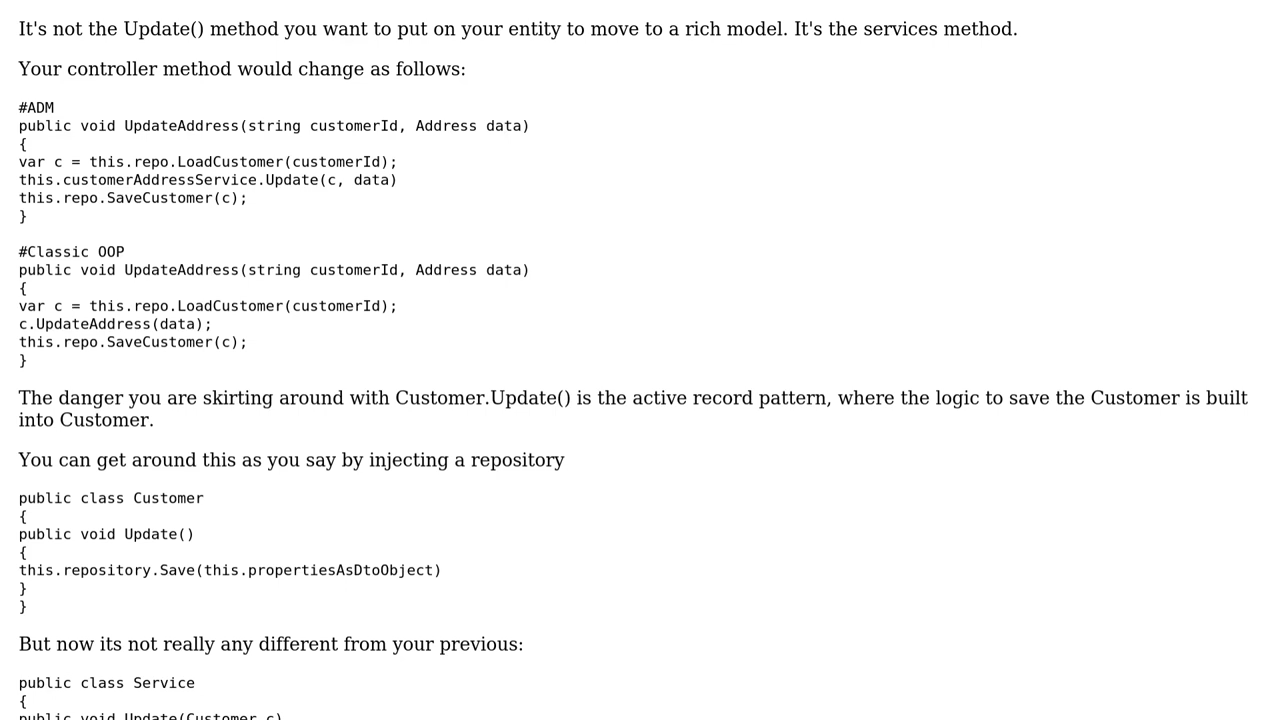 It's not the Update() method you want to put on your entity to move to a rich model. It's the services method.
Your controller method would change as follows:
#ADM
public void UpdateAddress(string customerId, Address data)
{
var c = this.repo.LoadCustomer(customerId);
this.customerAddressService.Update(c, data)
this.repo.SaveCustomer(c);
}
#Classic OOP
public void UpdateAddress(string customerId, Address data)
{
var c = this.repo.LoadCustomer(customerId);
c.UpdateAddress(data);
this.repo.SaveCustomer(c);
}
The danger you are skirting around with Customer.Update() is the active record pattern, where the logic to save the Customer is built
into Customer.
You can get around this as you say by injecting a repository
public class Customer
{
public void Update()
{
this.repository.Save(this.propertiesAsDtoObject)
}
}
But now its not really any different from your previous:
public class Service
{
public void Update(Customer c)